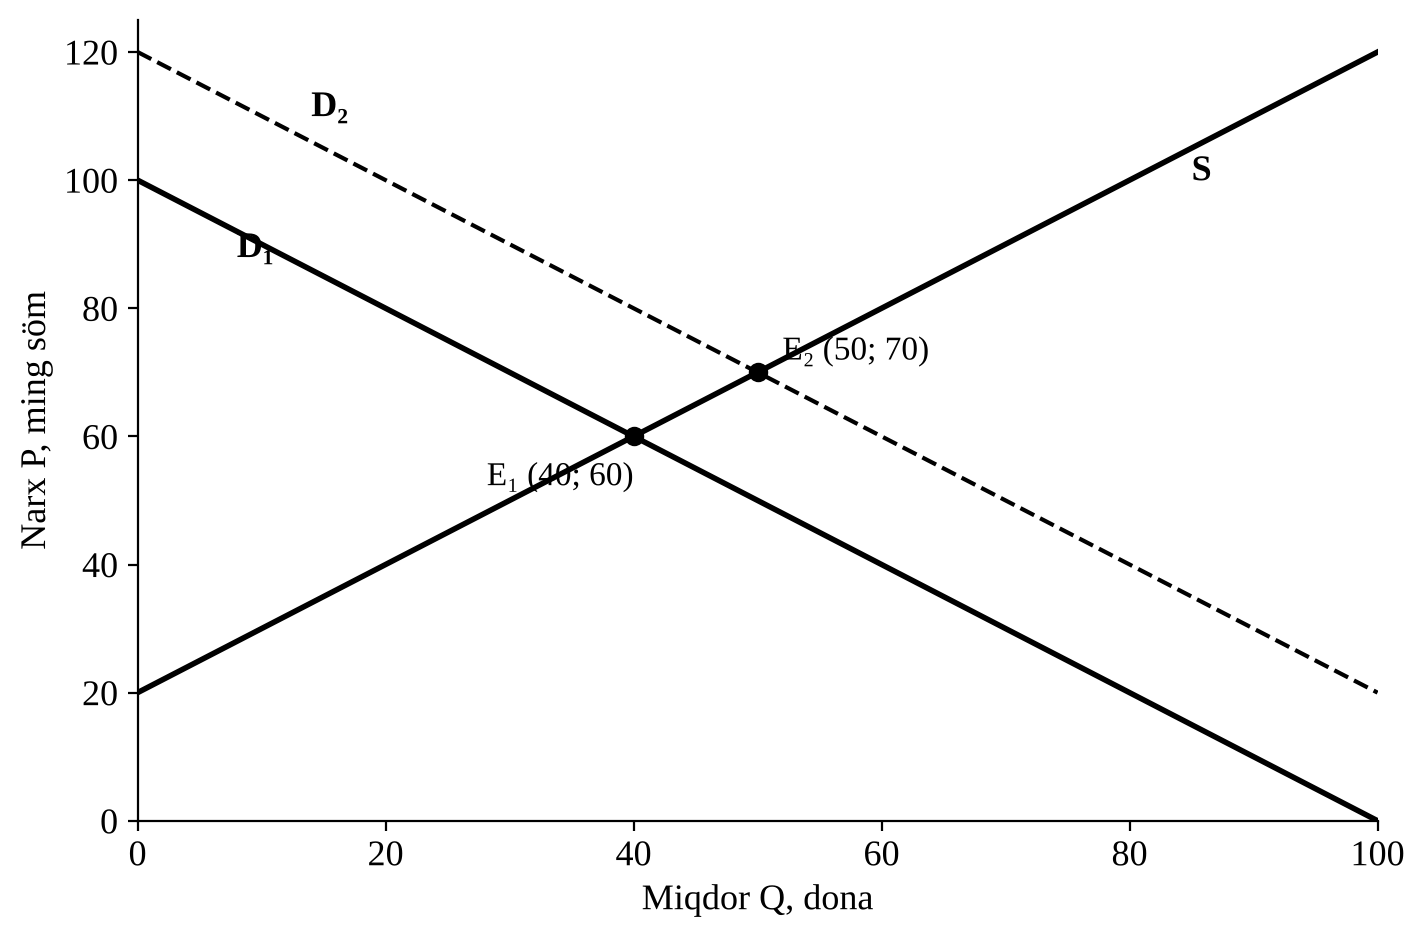 120
D₂
100
S
D₁
80
E₂ (50; 70)
60
E₁ (40; 60)
40
20
0
0 20 40 60 80 100
Miqdor Q, dona
Narx P, ming söm